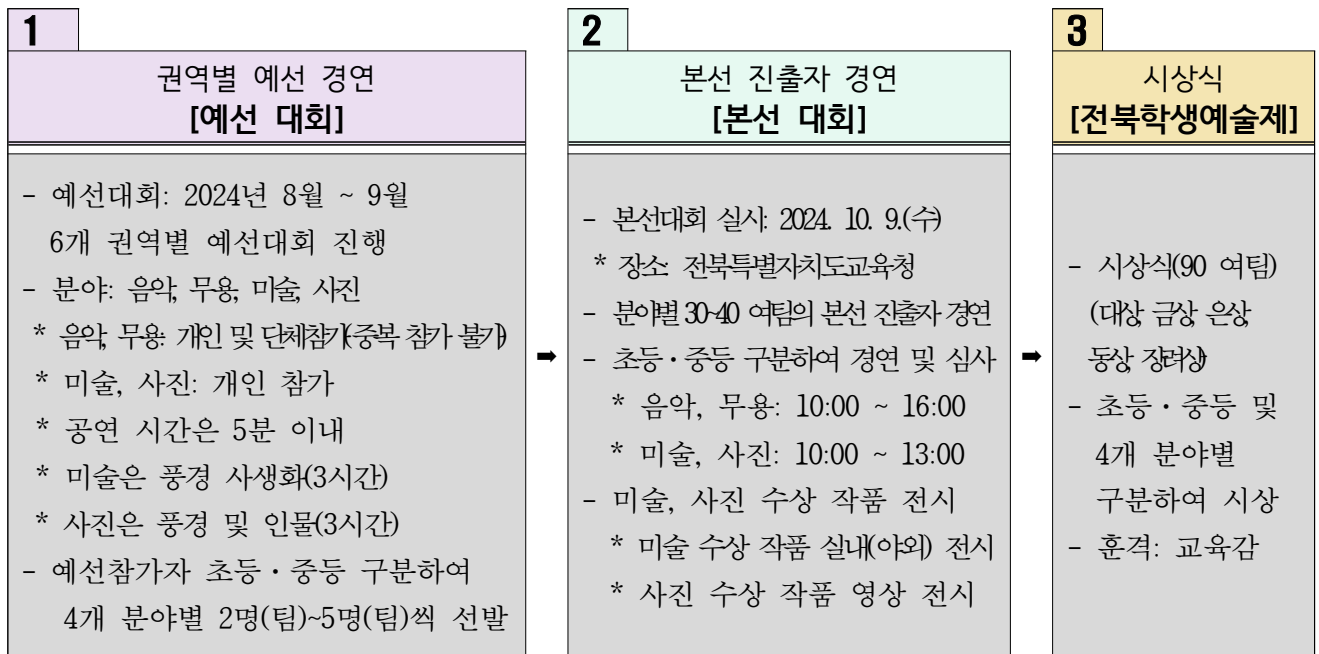 1
권역별 예선 경연
[예선 대회]
- 예선대회: 2024년 8월 ~ 9월
6개 권역별 예선대회 진행
- 분야: 음악, 무용, 미술, 사진
* 음악, 무용: 개인 및 단체참가(중복 참가 불가)
* 미술, 사진: 개인 참가
* 공연 시간은 5분 이내
* 미술은 풍경 사생화(3시간)
* 사진은 풍경 및 인물(3시간)
- 예선참가자 초등・중등 구분하여
4개 분야별 2명(팀)~5명(팀)씩 선발
➡
2
본선 진출자 경연
[본선 대회]
- 본선대회 실시: 2024. 10. 9.(수)
* 장소: 전북특별자치도교육청
- 분야별 30~40 여팀의 본선 진출자 경연
- 초등・중등 구분하여 경연 및 심사
* 음악, 무용: 10:00 ~ 16:00
* 미술, 사진: 10:00 ~ 13:00
- 미술, 사진 수상 작품 전시
* 미술 수상 작품 실내(야외) 전시
* 사진 수상 작품 영상 전시
➡
3
시상식
[전북학생예술제]
- 시상식(90 여팀)
(대상, 금상, 은상,
동상, 장려상)
- 초등・중등 및
4개 분야별
구분하여 시상
- 훈격: 교육감